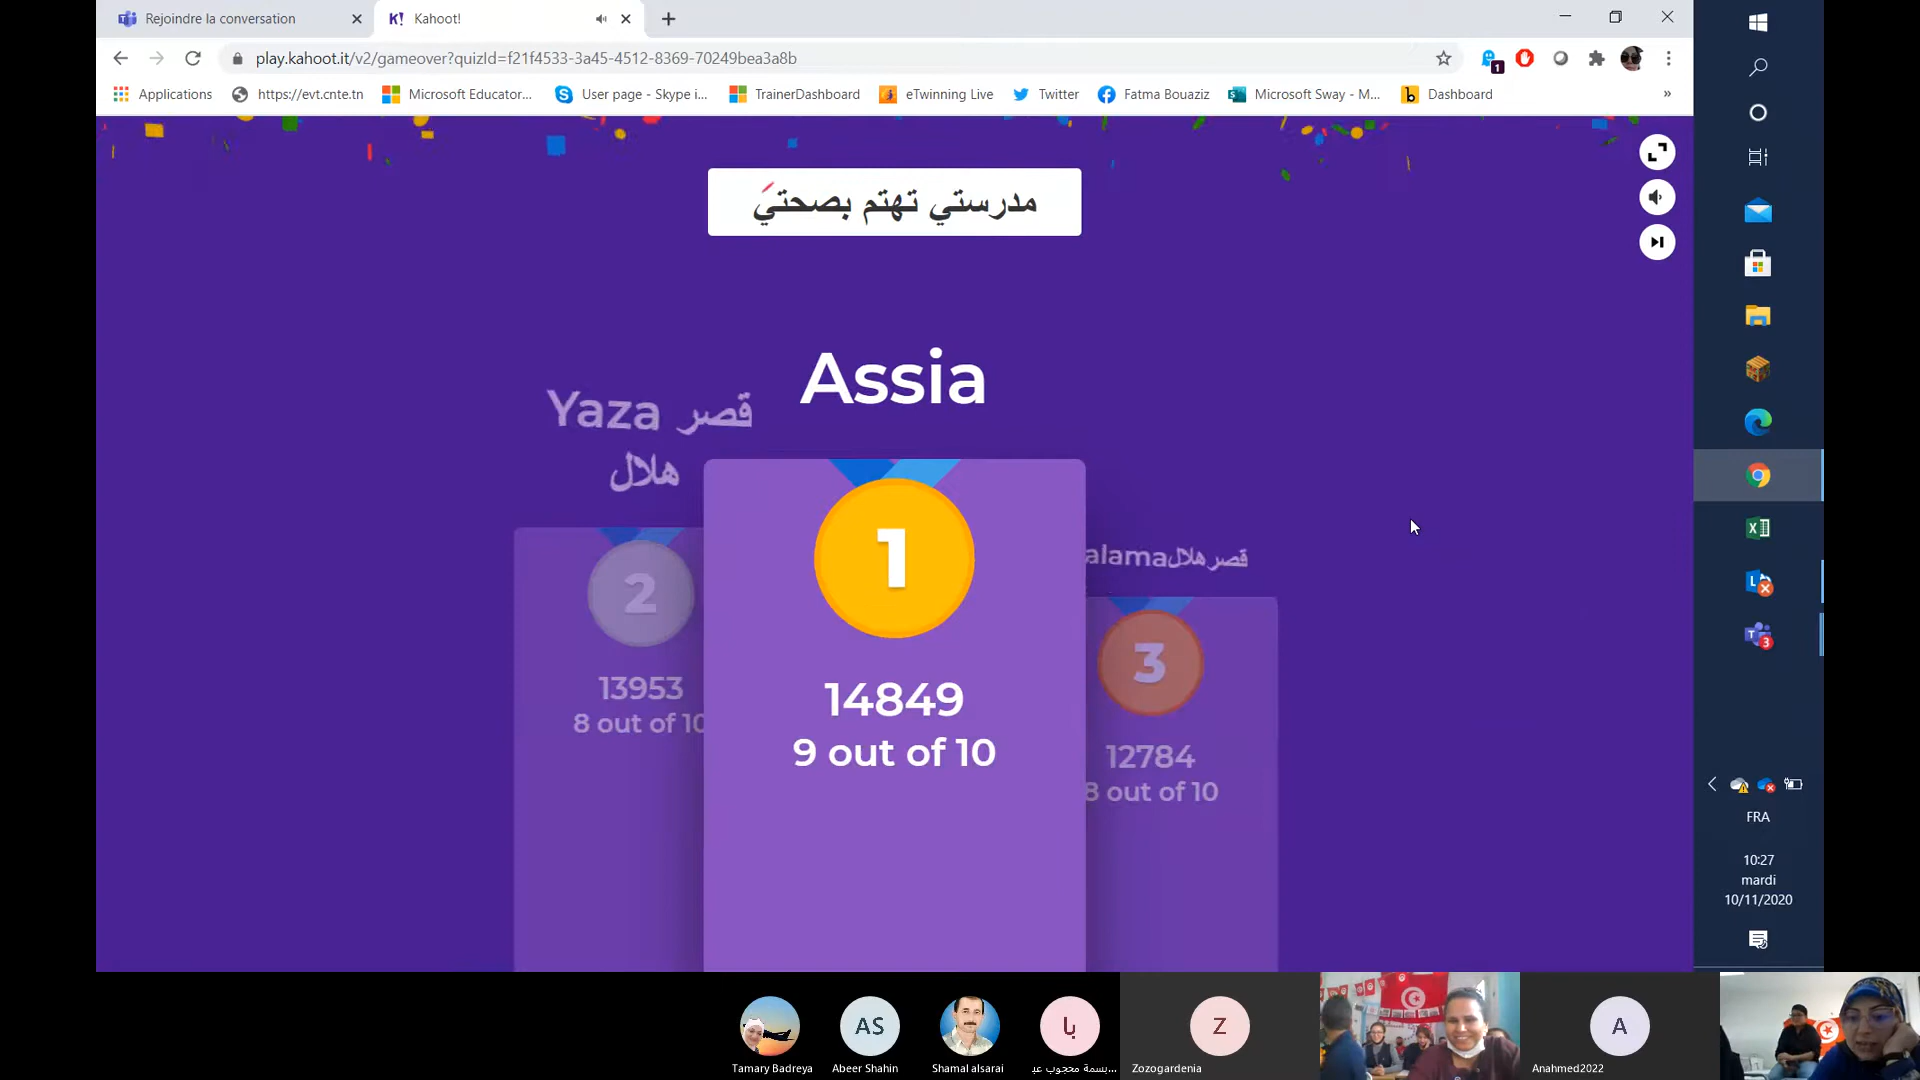 Rejoindre la conversation
Kahoot!
play.kahoot.it/v2/gameover?quizId=f21f4533-3a45-4512-8369-70249bea3a8b
Applications
https://evt.cnte.tn
Microsoft Educator...
User page - Skype i...
TrainerDashboard
eTwinning Live
Twitter
Fatma Bouaziz
Microsoft Sway - M...
Dashboard
مدرستي تهتم بصحتي
Assia
Yaza قصر
هلال
alamaقصر هلال
1
2
3
14849
9 out of 10
13953
8 out of 10
12784
8 out of 10
FRA
10:27
mardi
10/11/2020
AS
با
Z
A
Tamary Badreya
Abeer Shahin
Shamal alsarai
بسمة محجوب عبـ...
Zozogardenia
Anahmed2022